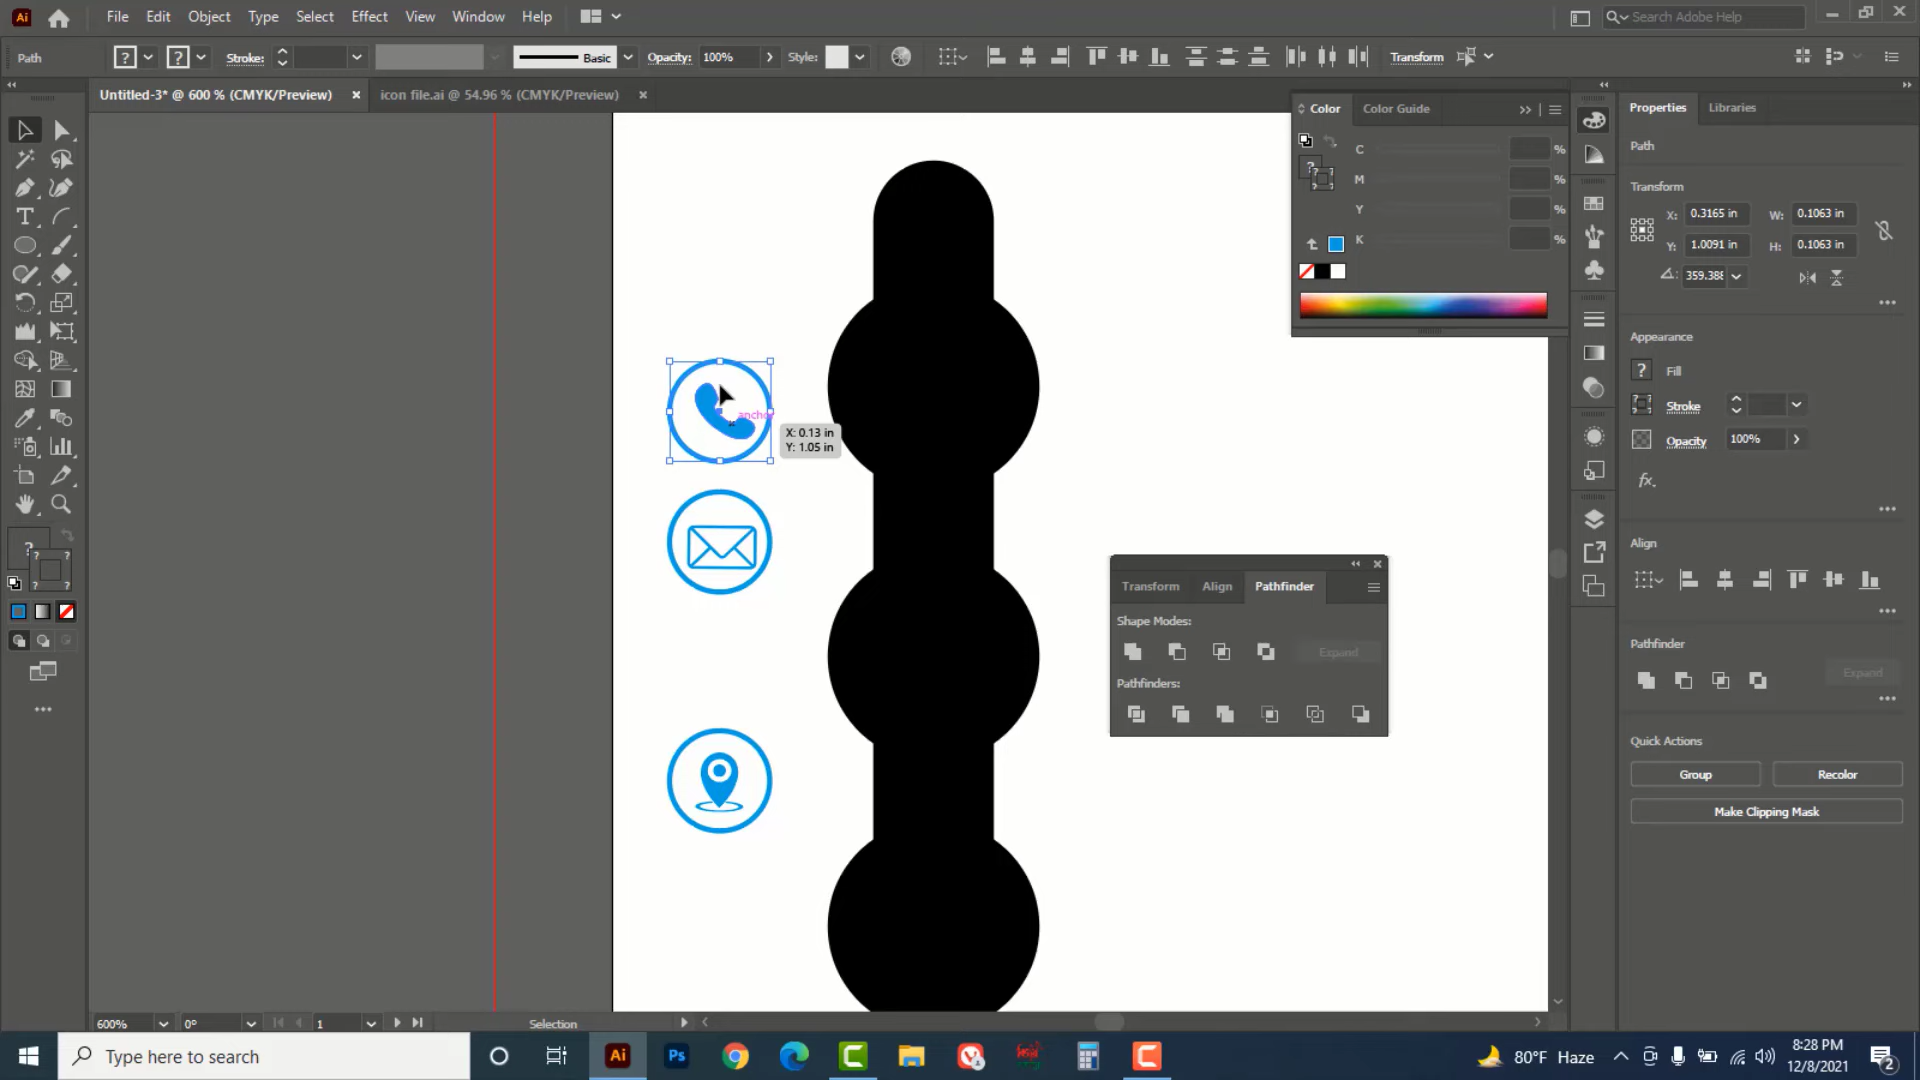 Ai
File Edit Object Type Select Effect View Window Help
Search Adobe Help
Path
? ? Stroke: Basic Opacity: 100% Style: Transform
Untitled-3* @ 600 % (CMYK/Preview) × icon file.ai @ 54.96 % (CMYK/Preview) ×
Color Color Guide
C %
M %
Y %
K %
Properties Libraries
Path
Transform
X: 0.3165 in W: 0.1063 in
Y: 1.0091 in H: 0.1063 in
359.388
Appearance
? Fill
Stroke
Opacity 100%
fx.
Align
Pathfinder
Expand
Quick Actions
Group Recolor
Make Clipping Mask
X: 0.13 in
Y: 1.05 in
Transform Align Pathfinder
Shape Modes:
Expand
Pathfinders:
600% 0° 1 Selection
Type here to search
Ai Ps
80°F Haze
8:28 PM
12/8/2021
2